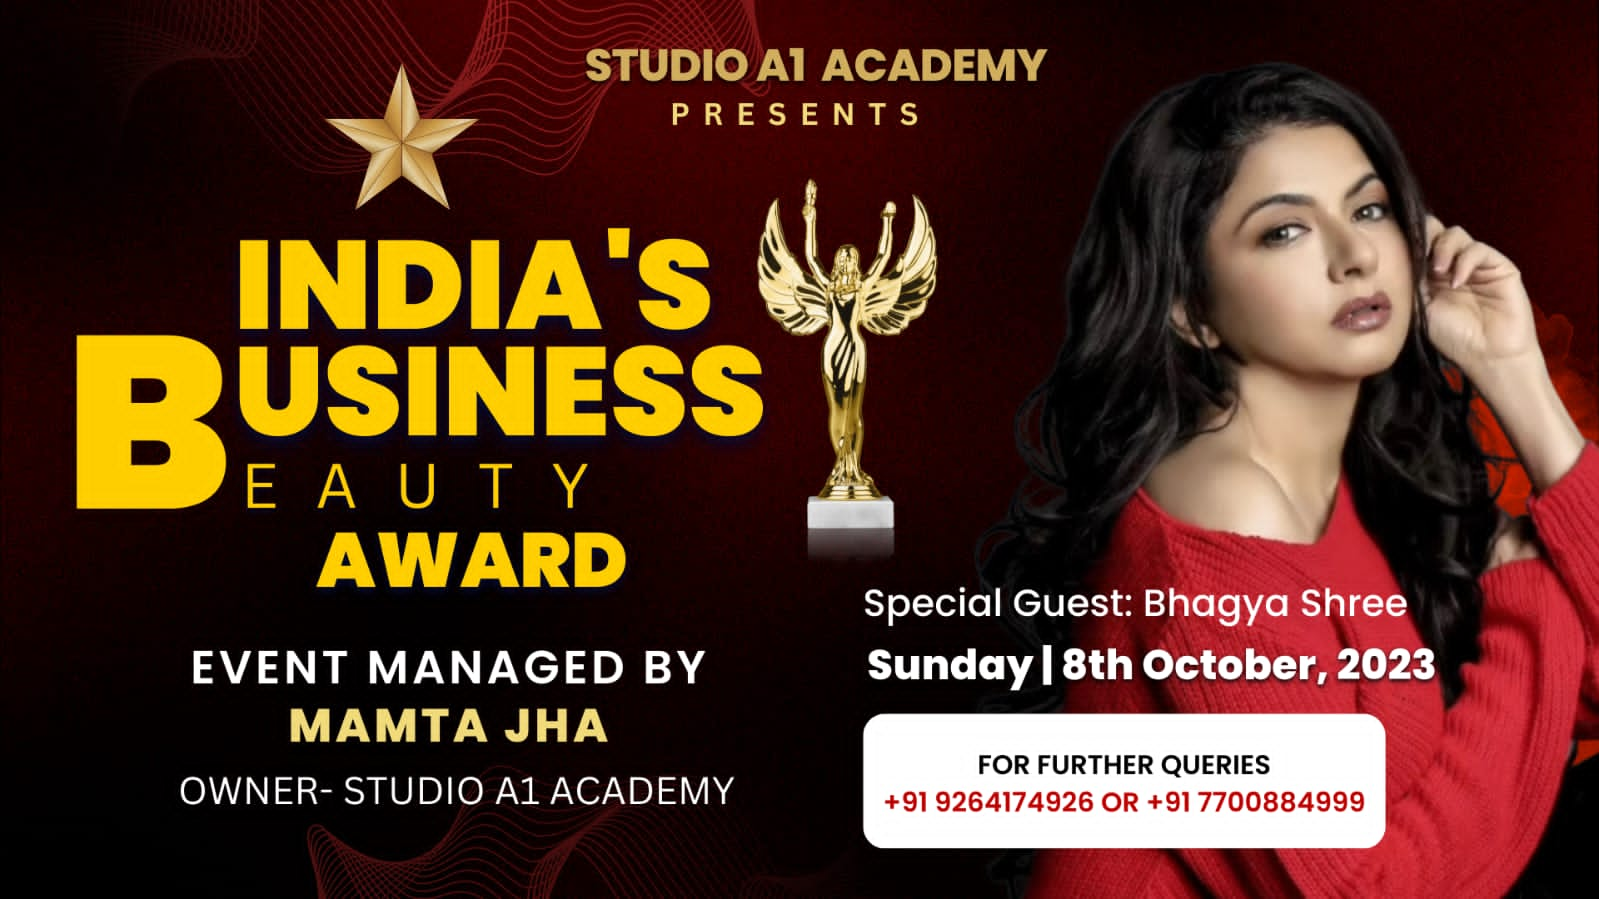 STUDIO A1 ACADEMY
PRESENTS
INDIA'S
BUSINESS
BEAUTY
AWARD
EVENT MANAGED BY
MAMTA JHA
OWNER- STUDIO A1 ACADEMY
Special Guest: Bhagya Shree
Sunday | 8th October, 2023
FOR FURTHER QUERIES
+91 9264174926 OR +91 7700884999